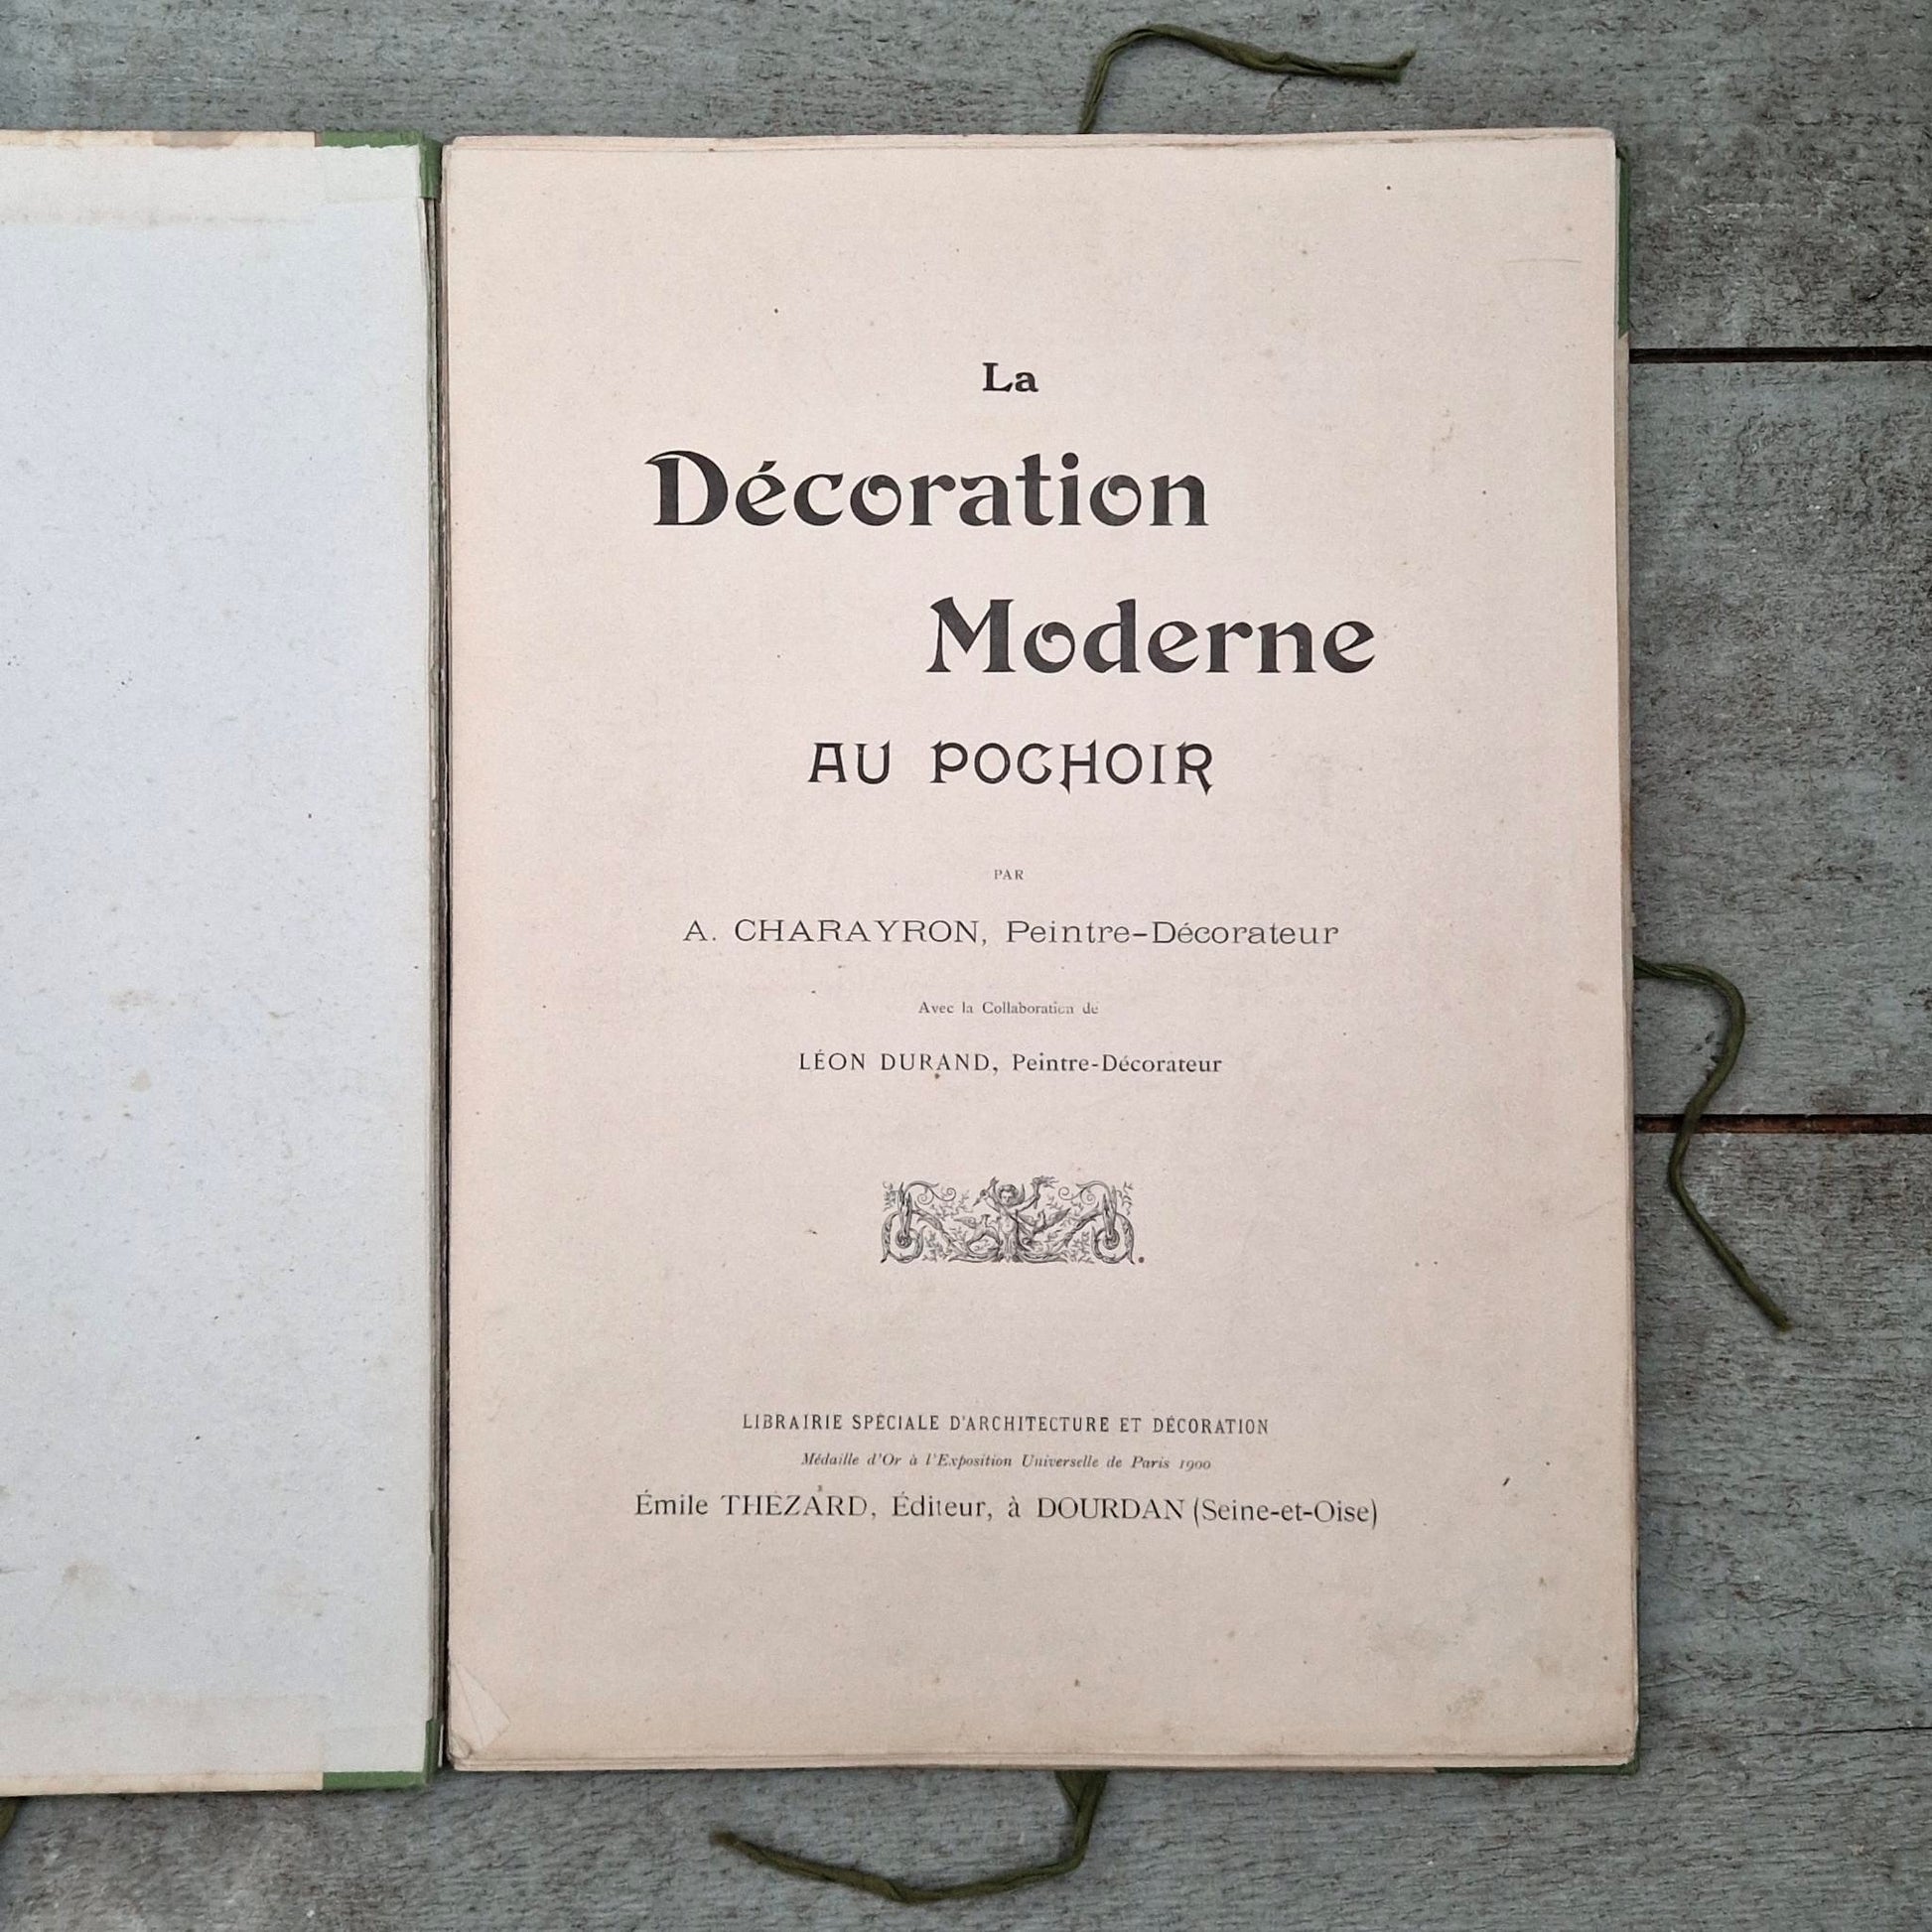 La
Décoration
Moderne
AU POCHOIR
PAR
A. CHARAYRON, Peintre-Décorateur
Avec la Collaboration de
LÉON DURAND, Peintre-Décorateur
LIBRAIRIE SPÉCIALE D'ARCHITECTURE ET DÉCORATION
Médaille d'Or à l'Exposition Universelle de Paris 1900
Émile THÉZARD, Éditeur, à DOURDAN (Seine-et-Oise)